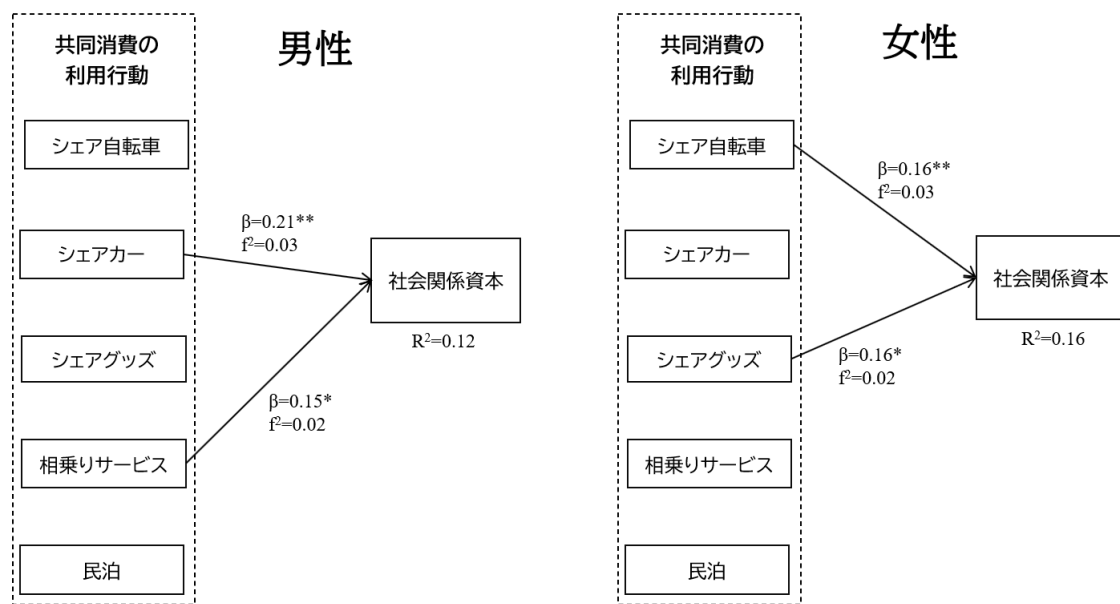 共同消費の
利用行動
男性
シェア自転車
シェアカー
シェアグッズ
相乗りサービス
民泊
β=0.21**
f²=0.03
β=0.15*
f²=0.02
社会関係資本
R²=0.12
共同消費の
利用行動
女性
シェア自転車
シェアカー
シェアグッズ
相乗りサービス
民泊
β=0.16**
f²=0.03
β=0.16*
f²=0.02
社会関係資本
R²=0.16